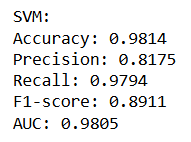 SVM:
Accuracy: 0.9814
Precision: 0.8175
Recall: 0.9794
F1-score: 0.8911
AUC: 0.9805